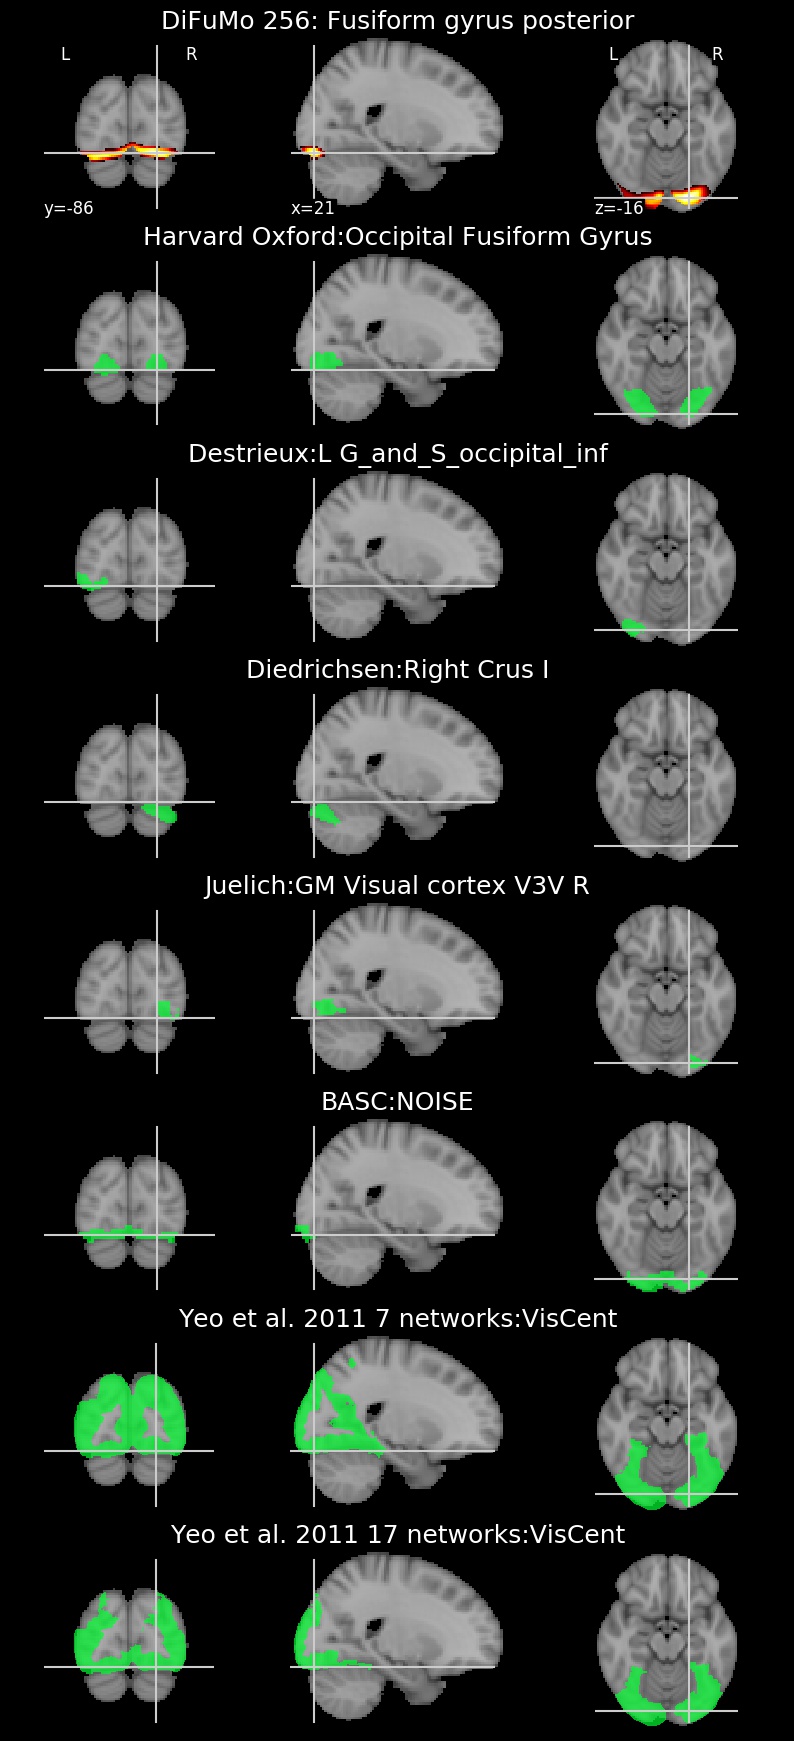 DiFuMo 256: Fusiform gyrus posterior
L R L R
y=-86 x=21 z=-16
Harvard Oxford:Occipital Fusiform Gyrus
Destrieux:L G_and_S_occipital_inf
Diedrichsen:Right Crus I
Juelich:GM Visual cortex V3V R
BASC:NOISE
Yeo et al. 2011 7 networks:VisCent
Yeo et al. 2011 17 networks:VisCent